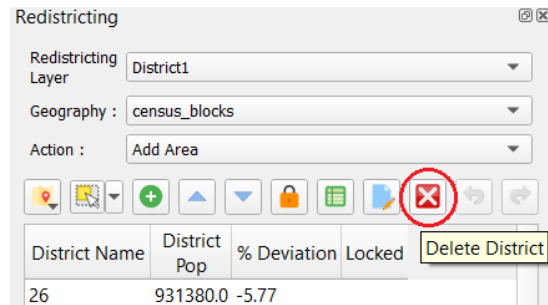 Redistricting
Redistricting
Layer
District1
Geography :
census_blocks
Action :
Add Area
District Name
District
Pop
% Deviation
Locked
Delete District
26
931380.0
-5.77